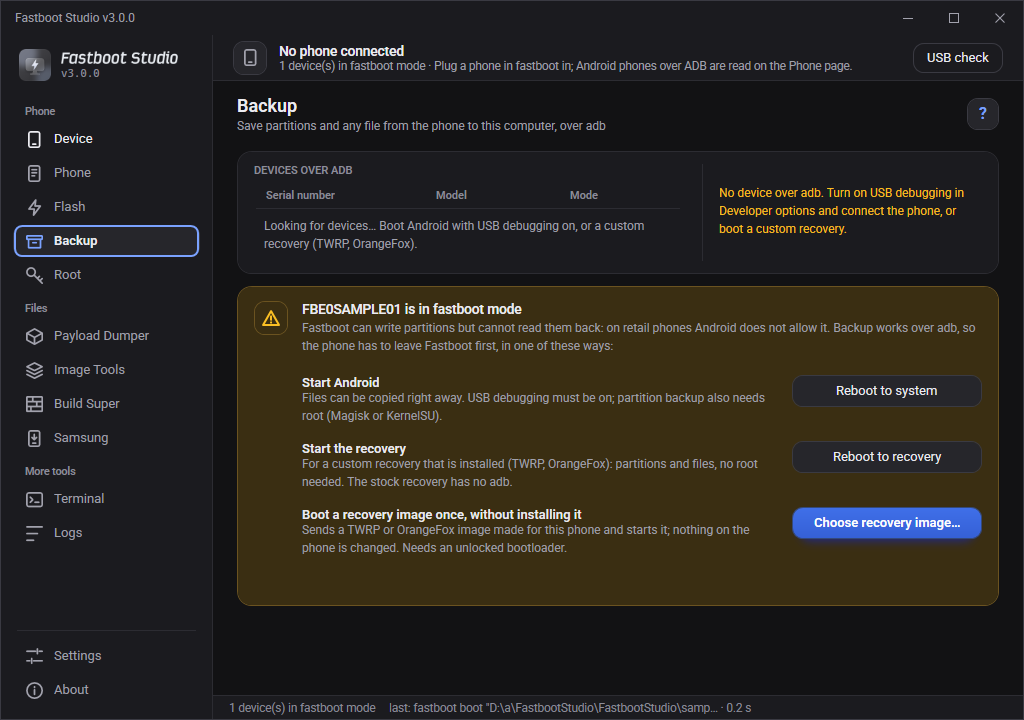 Fastboot Studio v3.0.0
Fastboot Studio
v3.0.0
No phone connected
1 device(s) in fastboot mode · Plug a phone in fastboot in; Android phones over ADB are read on the Phone page.
USB check
Phone
Device
Phone
Flash
Backup
Root
Files
Payload Dumper
Image Tools
Build Super
Samsung
More tools
Terminal
Logs
Settings
About
Backup
Save partitions and any file from the phone to this computer, over adb
?
DEVICES OVER ADB
Serial number Model Mode
Looking for devices... Boot Android with USB debugging on, or a custom
recovery (TWRP, OrangeFox).
No device over adb. Turn on USB debugging in
Developer options and connect the phone, or
boot a custom recovery.
FBE0SAMPLE01 is in fastboot mode
Fastboot can write partitions but cannot read them back: on retail phones Android does not allow it. Backup works over adb, so
the phone has to leave Fastboot first, in one of these ways:
Start Android
Files can be copied right away. USB debugging must be on; partition backup also needs
root (Magisk or KernelSU).
Reboot to system
Start the recovery
For a custom recovery that is installed (TWRP, OrangeFox): partitions and files, no root
needed. The stock recovery has no adb.
Reboot to recovery
Boot a recovery image once, without installing it
Sends a TWRP or OrangeFox image made for this phone and starts it; nothing on the
phone is changed. Needs an unlocked bootloader.
Choose recovery image...
1 device(s) in fastboot mode last: fastboot boot "D:\a\FastbootStudio\FastbootStudio\samp... · 0.2 s